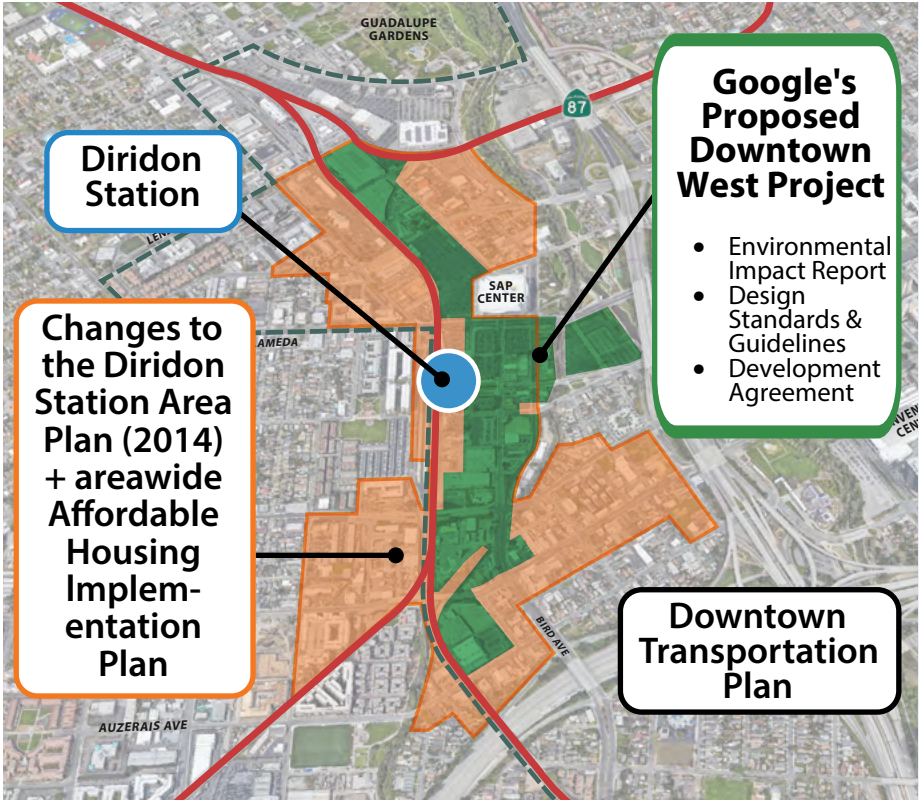 GUADALUPE
GARDENS
87
Google's
Proposed
Downtown
West Project
• Environmental
Impact Report
• Design
Standards &
Guidelines
• Development
Agreement
Diridon
Station
SAP
CENTER
AMEDA
Changes to
the Diridon
Station Area
Plan (2014)
+ areawide
Affordable
Housing
Implem-
entation
Plan
BIRD AVE
Downtown
Transportation
Plan
AUZERAIS AVE